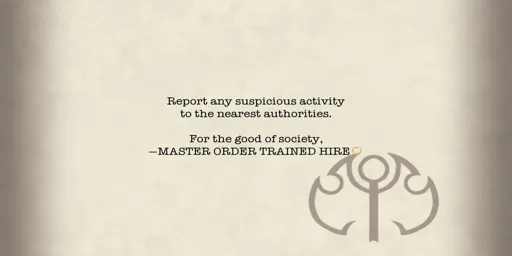 Report any suspicious activity
to the nearest authorities.
For the good of society,
—MASTER ORDER TRAINED HIRE